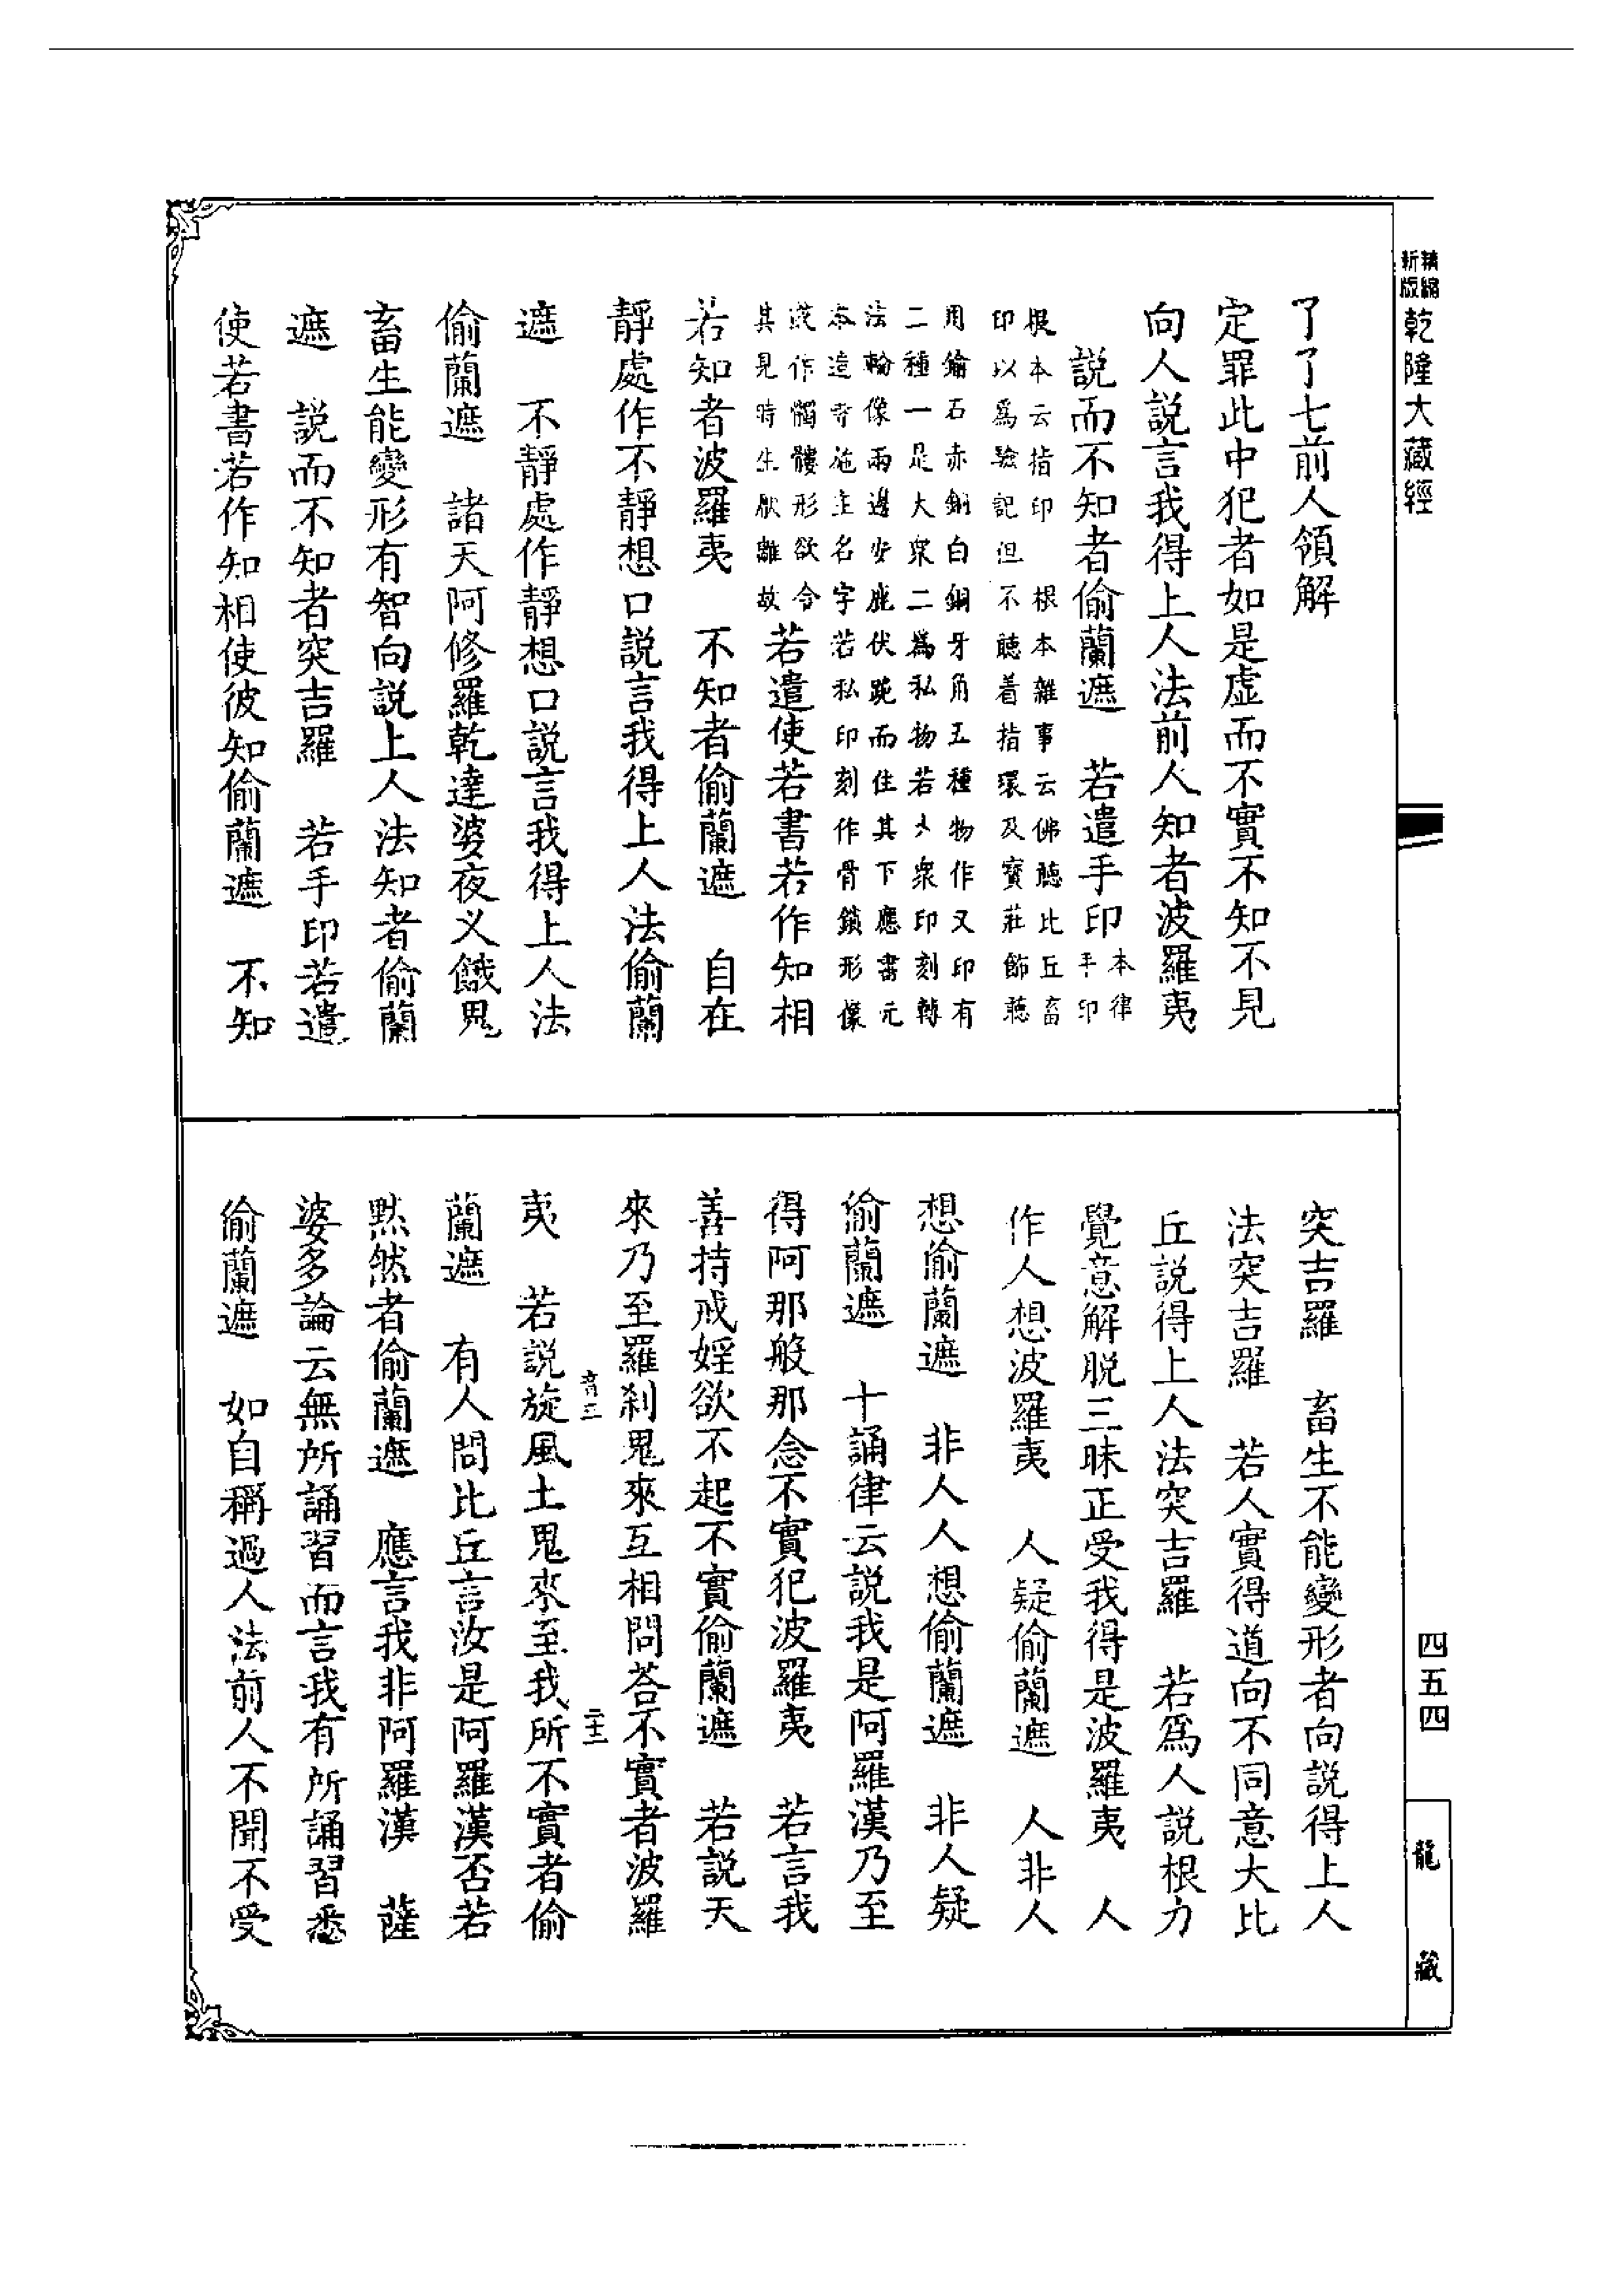 精縮
新版
乾隆大藏經
了了七前人領解
定罪此中犯者如是虛而不實不知不見
向人說言我得上人法前人知者波羅夷
說而不知者偷蘭遮　若遣手印本律
手印
根本云指印　根本雜事云佛聽比丘畜
印以爲驗記但不聽着指環及寶莊飾聽
用鍮石赤銅白銅牙角五種物作又印有
二種一是大眾二爲私物若大衆印刻轉
法輪像兩邊安鹿伏跪而住其下應書元
本造寺施主名字若私印刻作骨鎖形像
或作髑髏形欲令
其見時生厭離故
若遣使若書若作知相
若知者波羅夷　不知者偷蘭遮　自在
靜處作不靜想口說言我得上人法偷蘭
遮　不靜處作靜想口說言我得上人法
偷蘭遮　諸天阿修羅乾達婆夜义餓鬼
畜生能變形有智向說上人法知者偷蘭
遮　說而不知者突吉羅　若手印若遣
使若書若作知相使彼知偷蘭遮　不知
突吉羅　畜生不能變形者向說得上人
法突吉羅　若人實得道向不同意大比
丘說得上人法突吉羅　若爲人說根力
覺意解脫三昧正受我得是波羅夷　人
作人想波羅夷　人疑偷蘭遮　人非人
想偷蘭遮　非人人想偷蘭遮　非人疑
偷蘭遮　十誦律云說我是阿羅漢乃至
得阿那般那念不實犯波羅夷　若言我
善持戒婬欲不起不實偷蘭遮　若說天
來乃至羅剎鬼來互相問答不實者波羅
夷　若說旋風土鬼來至我所不實者偷
蘭遮　有人問比丘言汝是阿羅漢否若
默然者偷蘭遮　應言我非阿羅漢　薩
婆多論云無所誦習而言我有所誦習悉
偷蘭遮　如自稱過人法前人不聞不受
四五四
龍藏